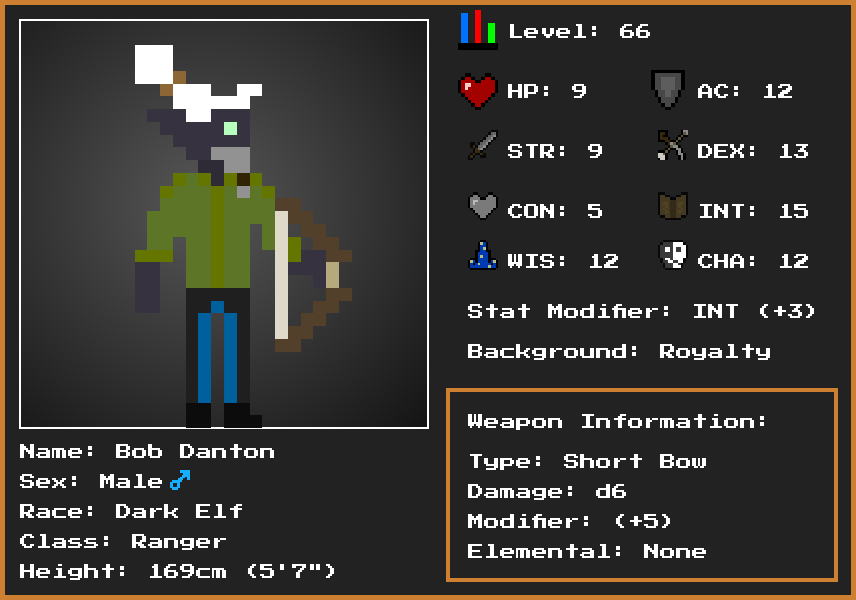 Level: 66
HP: 9
AC: 12
STR: 9
DEX: 13
CON: 5
INT: 15
WIS: 12
CHA: 12
Stat Modifier: INT (+3)
Background: Royalty
Weapon Information:
Type: Short Bow
Damage: d6
Modifier: (+5)
Elemental: None
Name: Bob Danton
Sex: Male ♂
Race: Dark Elf
Class: Ranger
Height: 169cm (5'7")